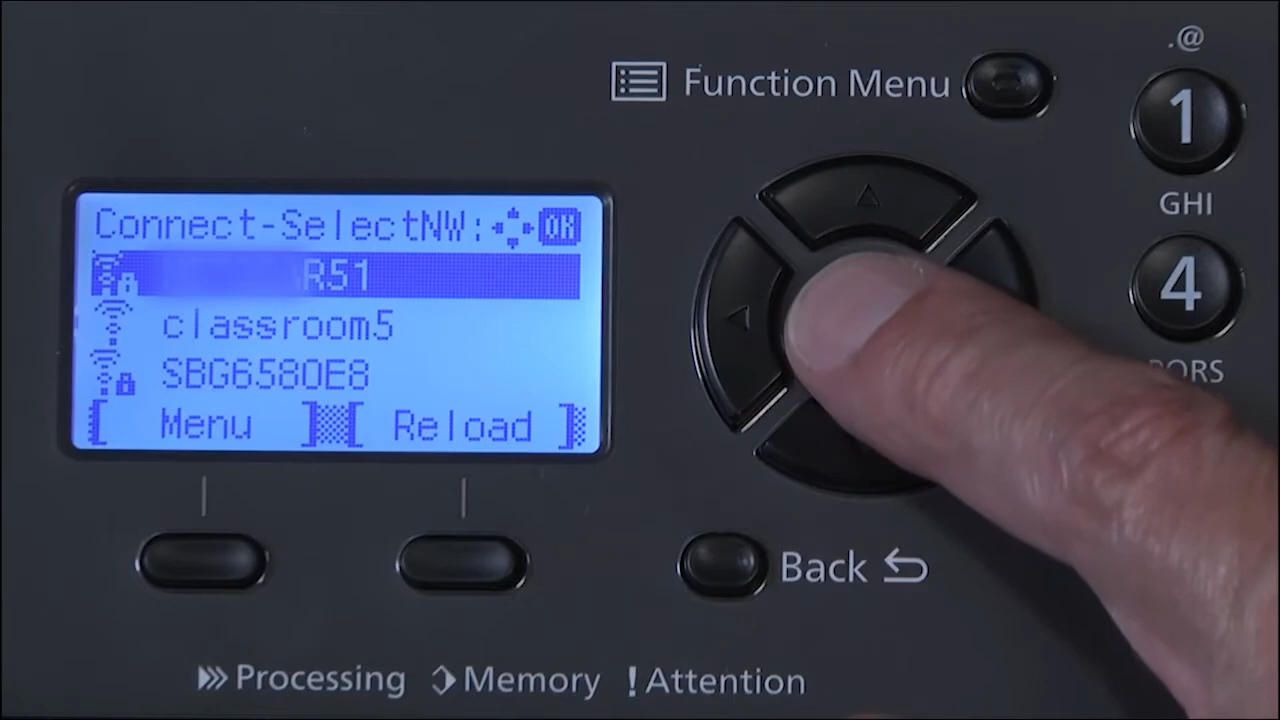 .@
Function Menu
1
GHI
Connect-SelectNW: OK
R51
classroom5
SBG6580E8
[ Menu ] [ Reload ]
4
PQRS
Back
Processing Memory !Attention